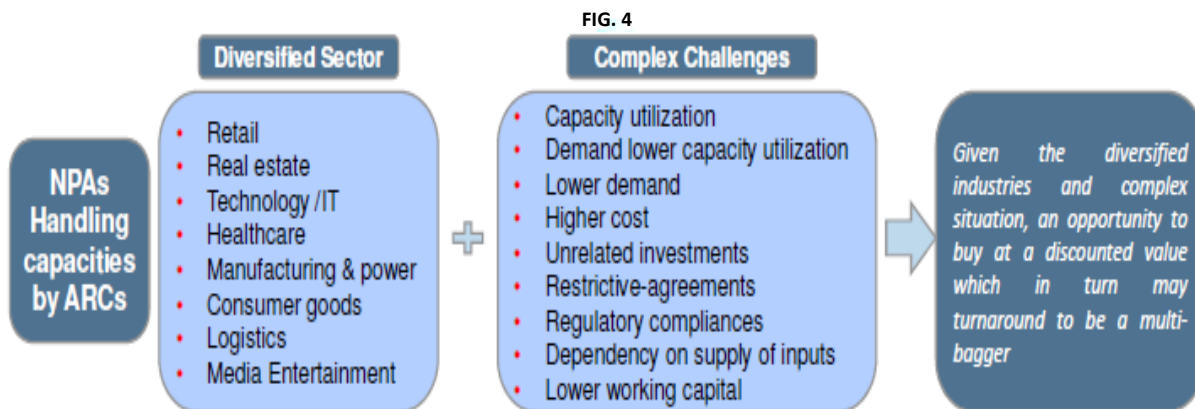 FIG. 4
Diversified Sector
Complex Challenges
NPAs
Handling
capacities
by ARCs
• Retail
• Real estate
• Technology /IT
• Healthcare
• Manufacturing & power
• Consumer goods
• Logistics
• Media Entertainment
• Capacity utilization
• Demand lower capacity utilization
• Lower demand
• Higher cost
• Unrelated investments
• Restrictive-agreements
• Regulatory compliances
• Dependency on supply of inputs
• Lower working capital
Given the diversified
industries and complex
situation, an opportunity to
buy at a discounted value
which in turn may
turnaround to be a multi-
bagger